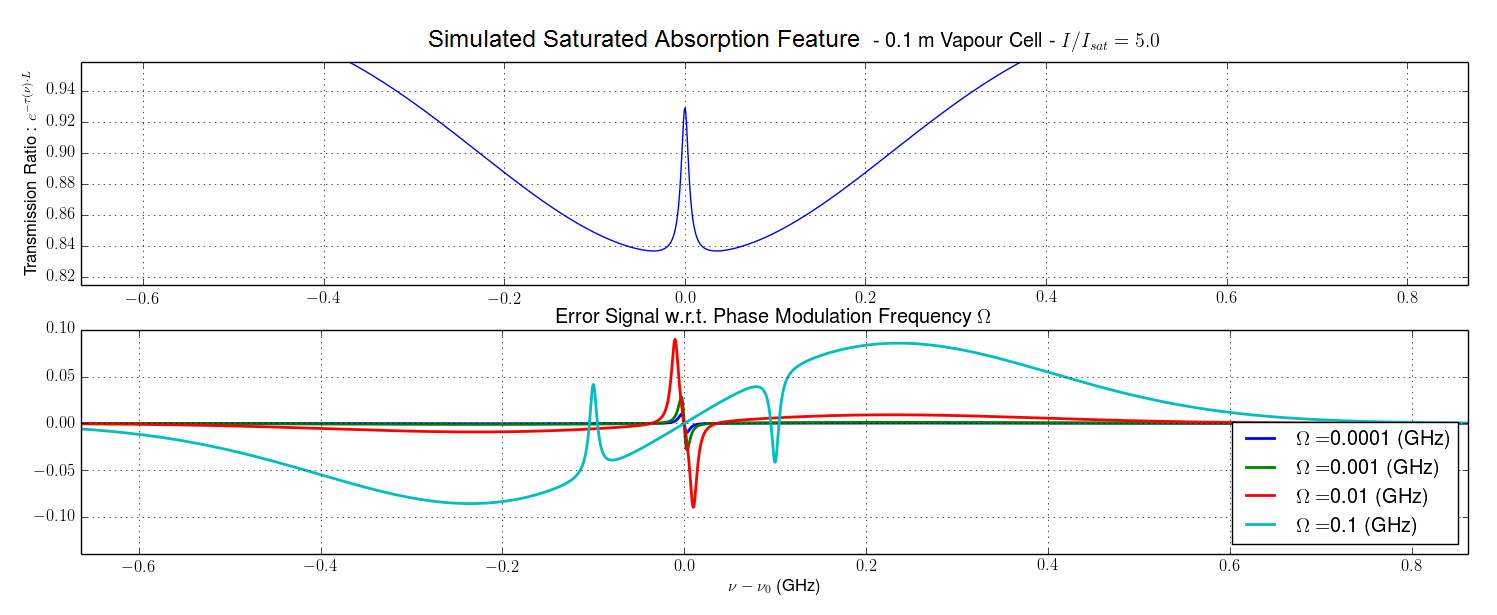 Simulated Saturated Absorption Feature - 0.1 m Vapour Cell - I/I_sat = 5.0
Transmission Ratio : e^{−τ(ν)·L}
0.94
0.92
0.90
0.88
0.86
0.84
0.82
−0.6 −0.4 −0.2 0.0 0.2 0.4 0.6 0.8
Error Signal w.r.t. Phase Modulation Frequency Ω
0.10
0.05
0.00
−0.05
−0.10
Ω =0.0001 (GHz)
Ω =0.001 (GHz)
Ω =0.01 (GHz)
Ω =0.1 (GHz)
−0.6 −0.4 −0.2 0.0 0.2 0.4 0.6 0.8
ν − ν₀ (GHz)